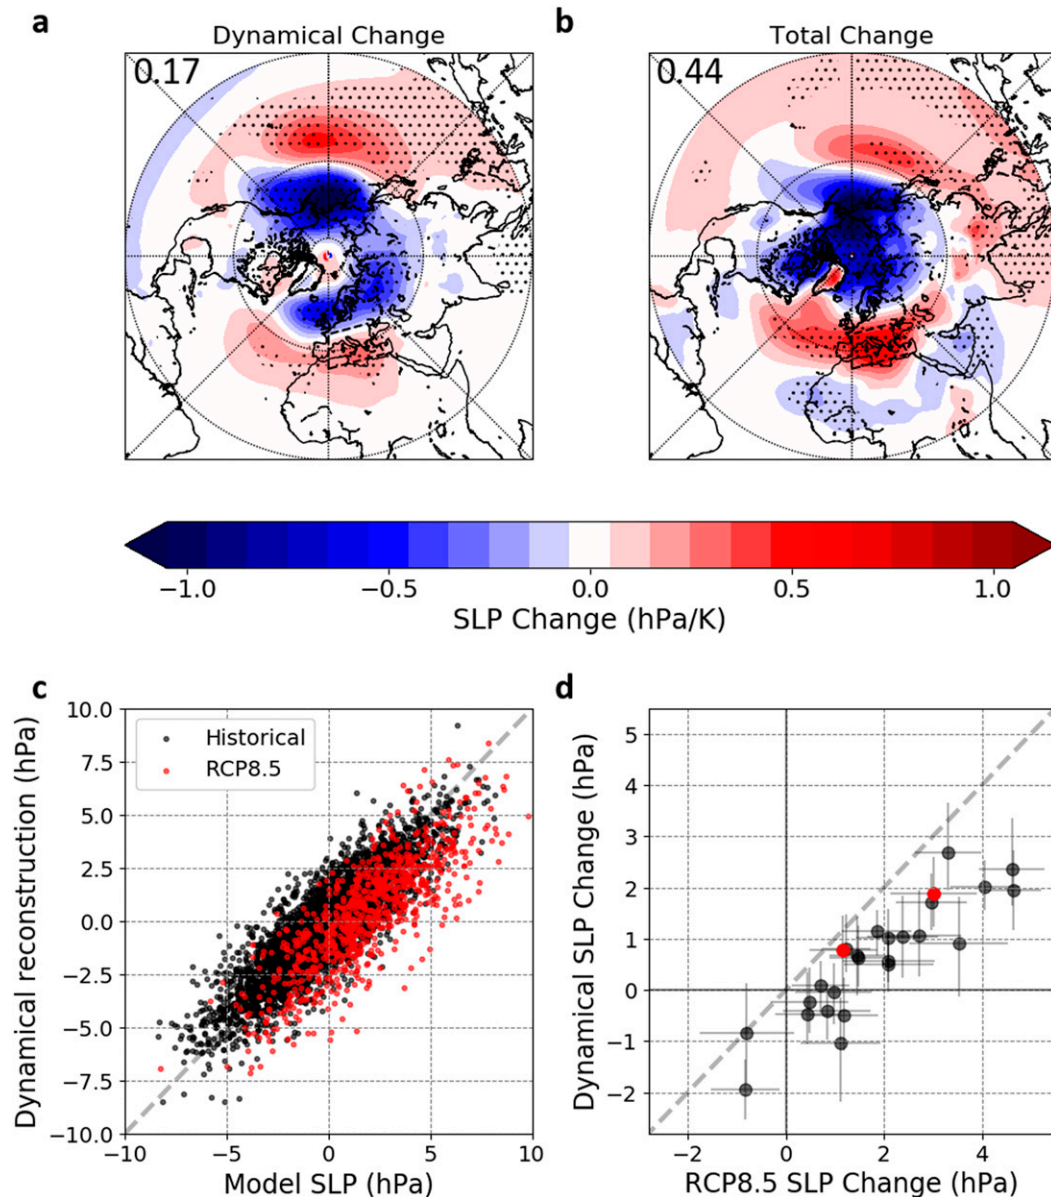 a
Dynamical Change
0.17
b
Total Change
0.44
−1.0 −0.5 0.0 0.5 1.0
SLP Change (hPa/K)
c
Dynamical reconstruction (hPa)
10.0
7.5
5.0
2.5
0.0
−2.5
−5.0
−7.5
−10.0
Historical
RCP8.5
−10 −5 0 5 10
Model SLP (hPa)
d
Dynamical SLP Change (hPa)
5
4
3
2
1
0
−1
−2
−2 0 2 4
RCP8.5 SLP Change (hPa)